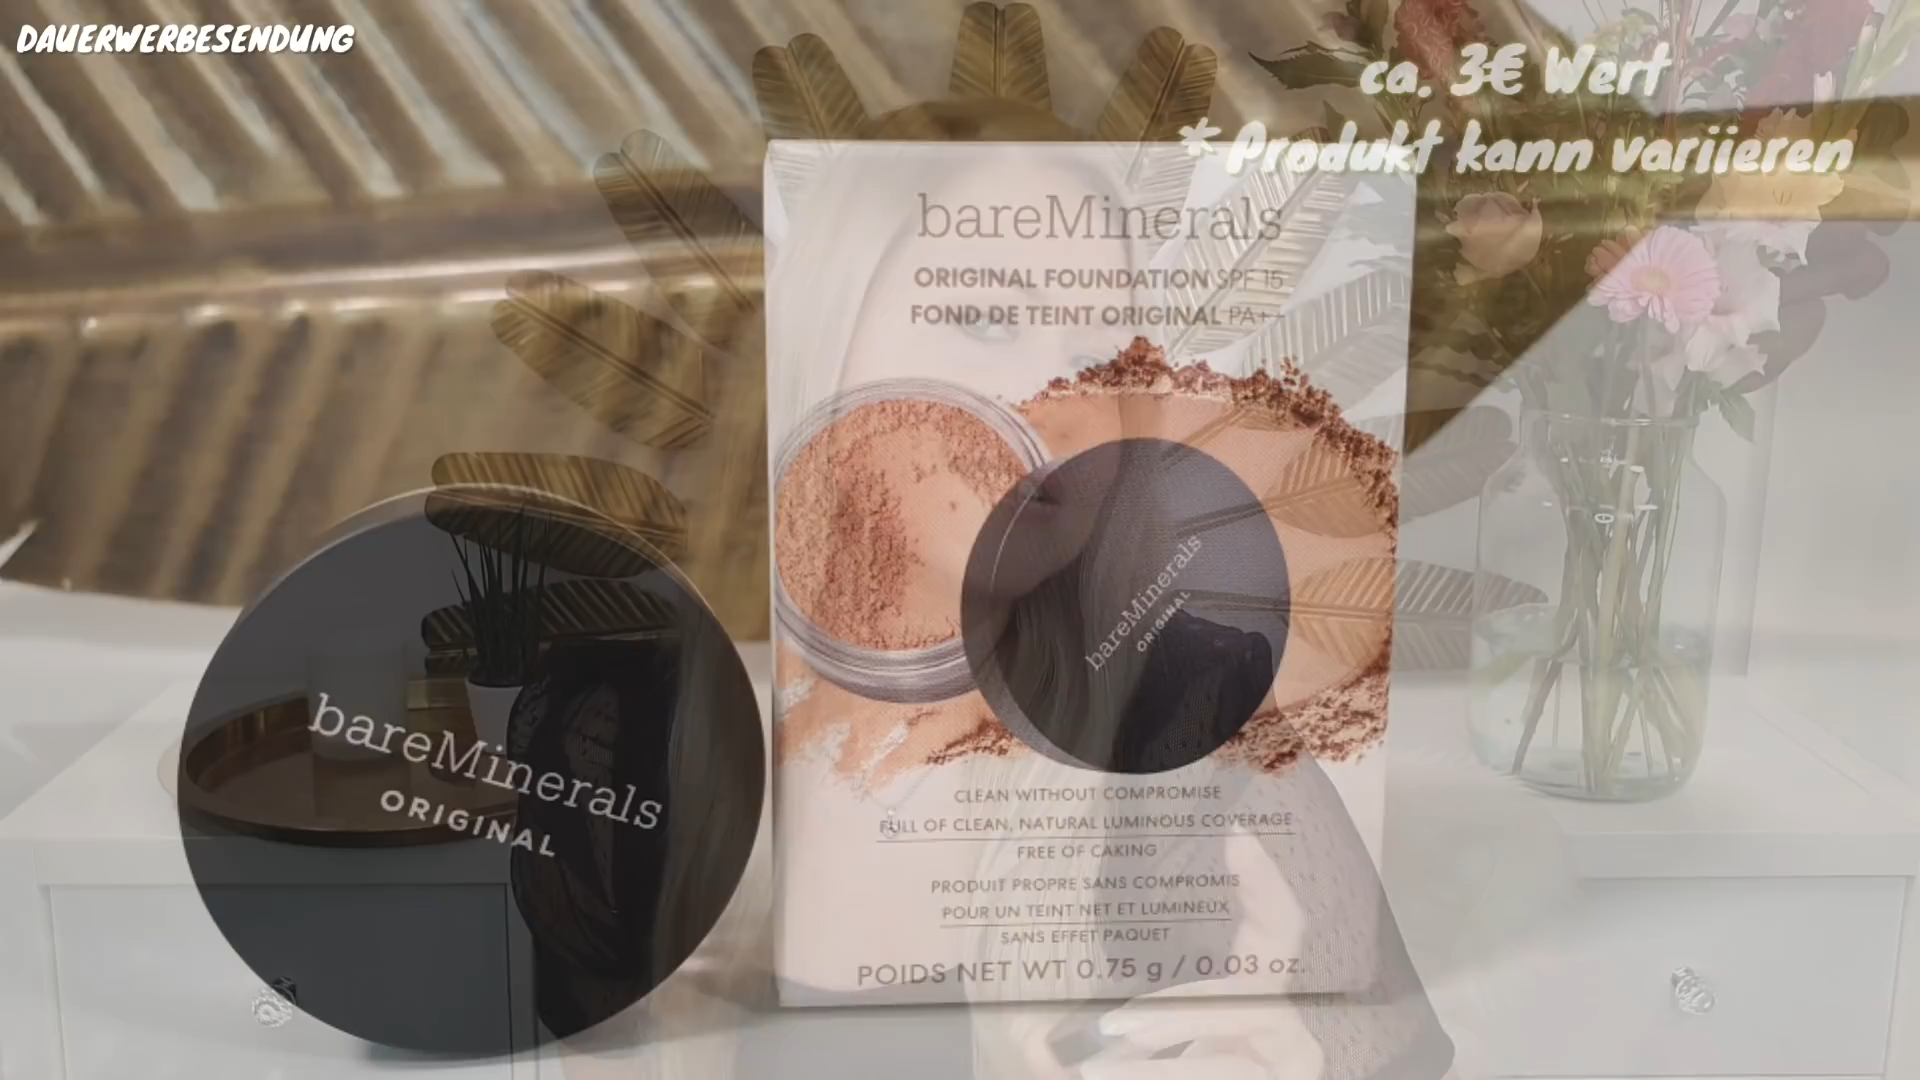 DAUERWERBESENDUNG
ca. 3€ Wert
* Produkt kann variieren
bareMinerals
ORIGINAL FOUNDATION SPF 15
FOND DE TEINT ORIGINAL PA++
bareMinerals
ORIGINAL
bareMinerals
ORIGINAL
CLEAN WITHOUT COMPROMISE
FULL OF CLEAN, NATURAL LUMINOUS COVERAGE
FREE OF CAKING
PRODUIT PROPRE SANS COMPROMIS
POUR UN TEINT NET ET LUMINEUX
SANS EFFET PAQUET
POIDS NET WT 0.75 g / 0.03 oz.